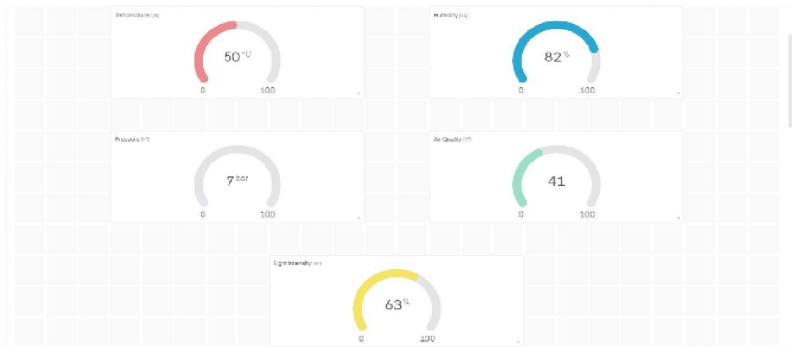 Temperature
50 °C
0 100
Humidity
82 %
0 100
Pressure
7 bar
0 100
Air Quality
41
0 100
Light Intensity
63 %
0 100